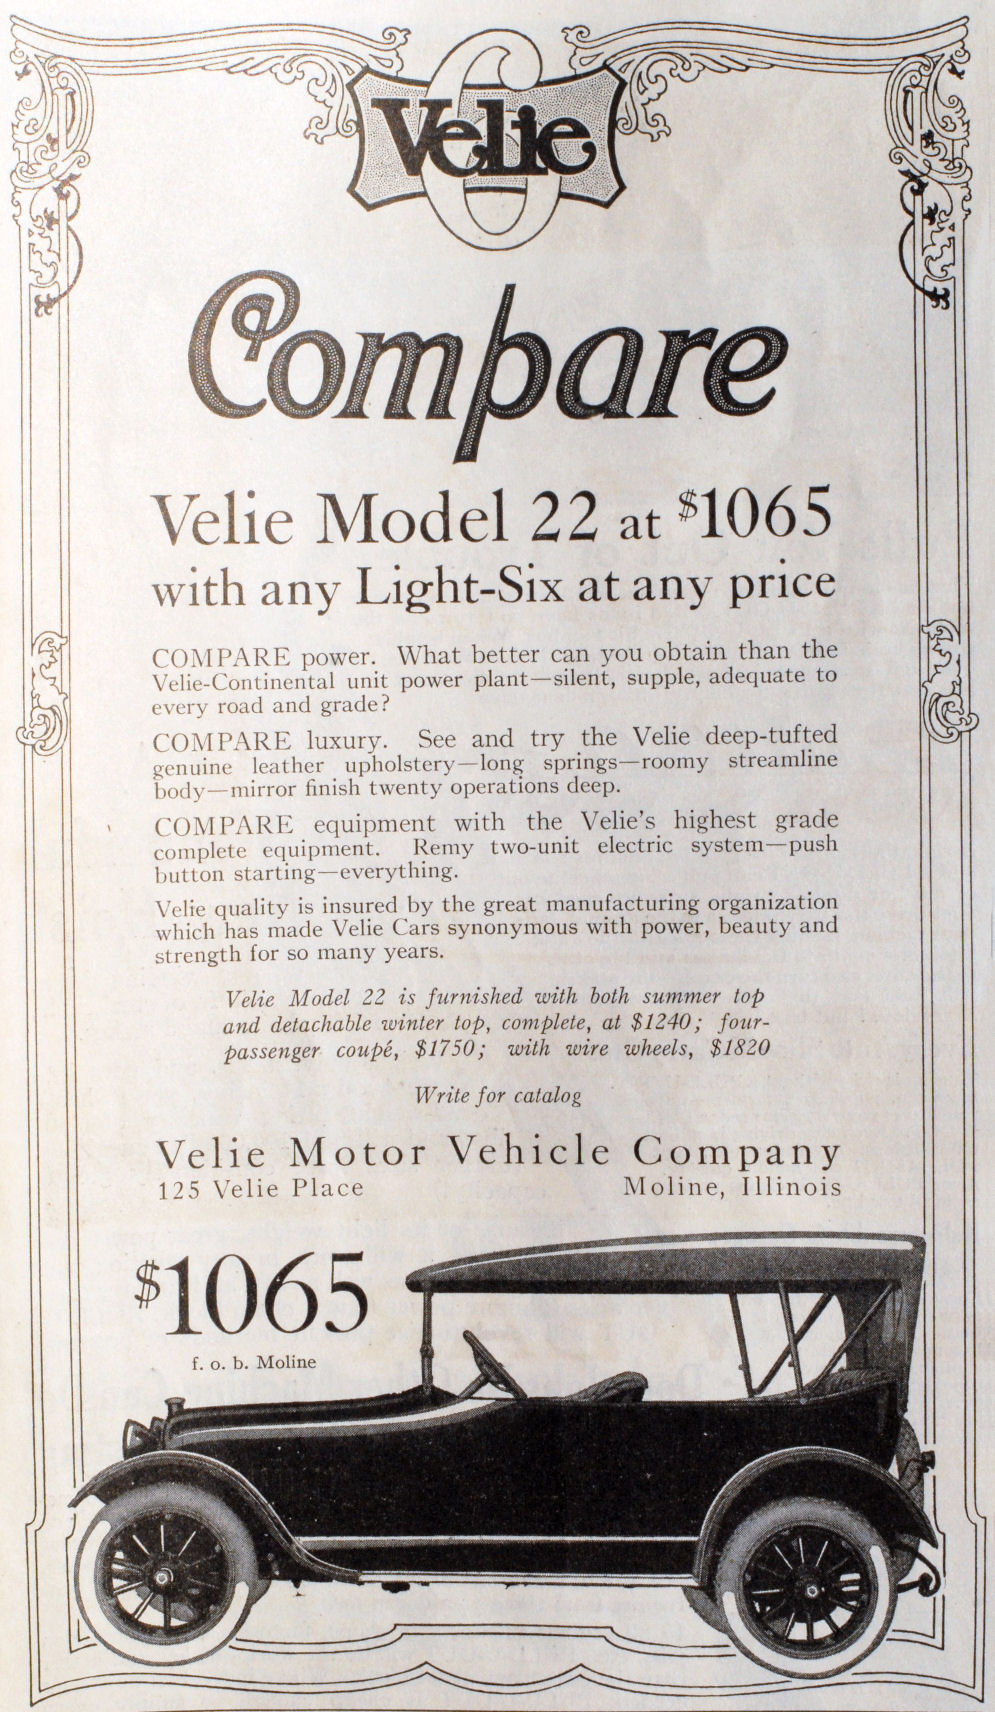 Velie 6
Compare
Velie Model 22 at $1065
with any Light-Six at any price
COMPARE power. What better can you obtain than the
Velie-Continental unit power plant—silent, supple, adequate to
every road and grade?
COMPARE luxury. See and try the Velie deep-tufted
genuine leather upholstery—long springs—roomy streamline
body—mirror finish twenty operations deep.
COMPARE equipment with the Velie's highest grade
complete equipment. Remy two-unit electric system—push
button starting—everything.
Velie quality is insured by the great manufacturing organization
which has made Velie Cars synonymous with power, beauty and
strength for so many years.
Velie Model 22 is furnished with both summer top
and detachable winter top, complete, at $1240; four-
passenger coupé, $1750; with wire wheels, $1820
Write for catalog
Velie Motor Vehicle Company
125 Velie Place Moline, Illinois
$1065
f. o. b. Moline